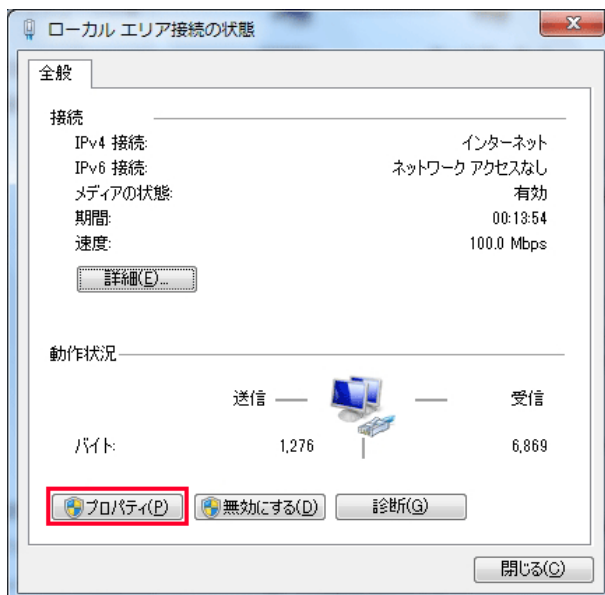 ローカル エリア接続の状態
全般
接続
IPv4 接続: インターネット
IPv6 接続: ネットワーク アクセスなし
メディアの状態: 有効
期間: 00:13:54
速度: 100.0 Mbps
詳細(E)...
動作状況
送信 受信
バイト: 1,276 6,869
プロパティ(P) 無効にする(D) 診断(G)
閉じる(C)